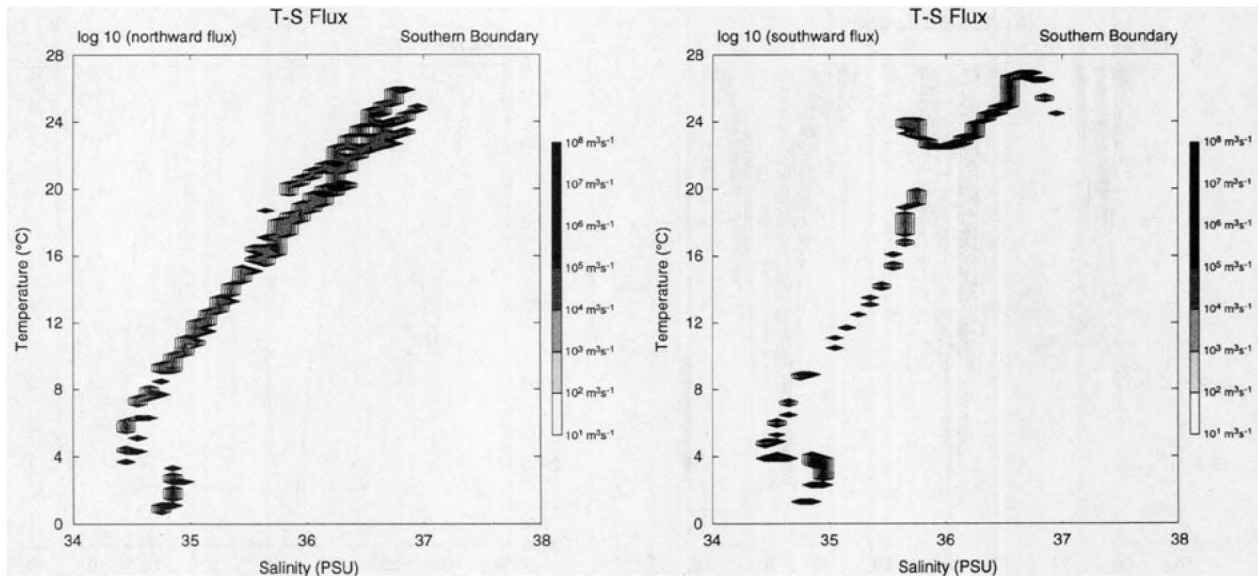 T-S Flux
log 10 (northward flux) Southern Boundary
28
24
20
16
12
8
4
0
Temperature (°C)
34 35 36 37 38
Salinity (PSU)
10⁸ m³s⁻¹
10⁷ m³s⁻¹
10⁶ m³s⁻¹
10⁵ m³s⁻¹
10⁴ m³s⁻¹
10³ m³s⁻¹
10² m³s⁻¹
10¹ m³s⁻¹
T-S Flux
log 10 (southward flux) Southern Boundary
28
24
20
16
12
8
4
0
Temperature (°C)
34 35 36 37 38
Salinity (PSU)
10⁸ m³s⁻¹
10⁷ m³s⁻¹
10⁶ m³s⁻¹
10⁵ m³s⁻¹
10⁴ m³s⁻¹
10³ m³s⁻¹
10² m³s⁻¹
10¹ m³s⁻¹